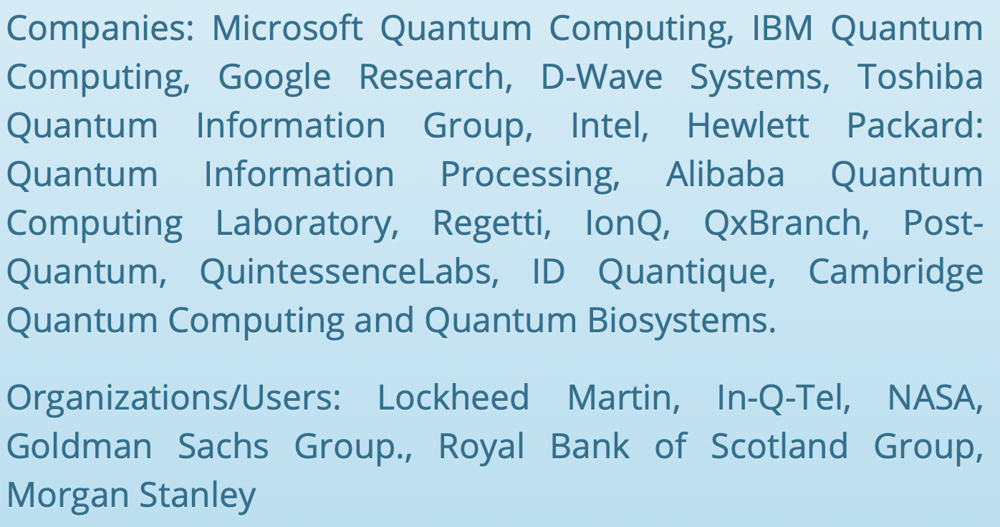 Companies: Microsoft Quantum Computing, IBM Quantum
Computing, Google Research, D-Wave Systems, Toshiba
Quantum Information Group, Intel, Hewlett Packard:
Quantum Information Processing, Alibaba Quantum
Computing Laboratory, Regetti, IonQ, QxBranch, Post-
Quantum, QuintessenceLabs, ID Quantique, Cambridge
Quantum Computing and Quantum Biosystems.
Organizations/Users: Lockheed Martin, In-Q-Tel, NASA,
Goldman Sachs Group., Royal Bank of Scotland Group,
Morgan Stanley